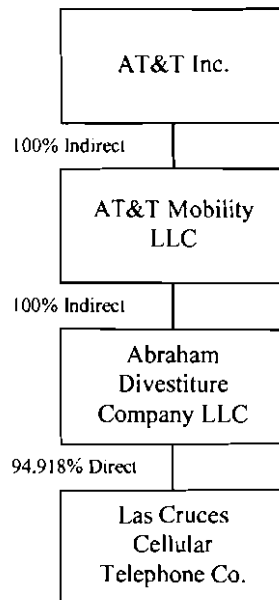 AT&T Inc.
100% Indirect
AT&T Mobility
LLC
100% Indirect
Abraham
Divestiture
Company LLC
94.918% Direct
Las Cruces
Cellular
Telephone Co.